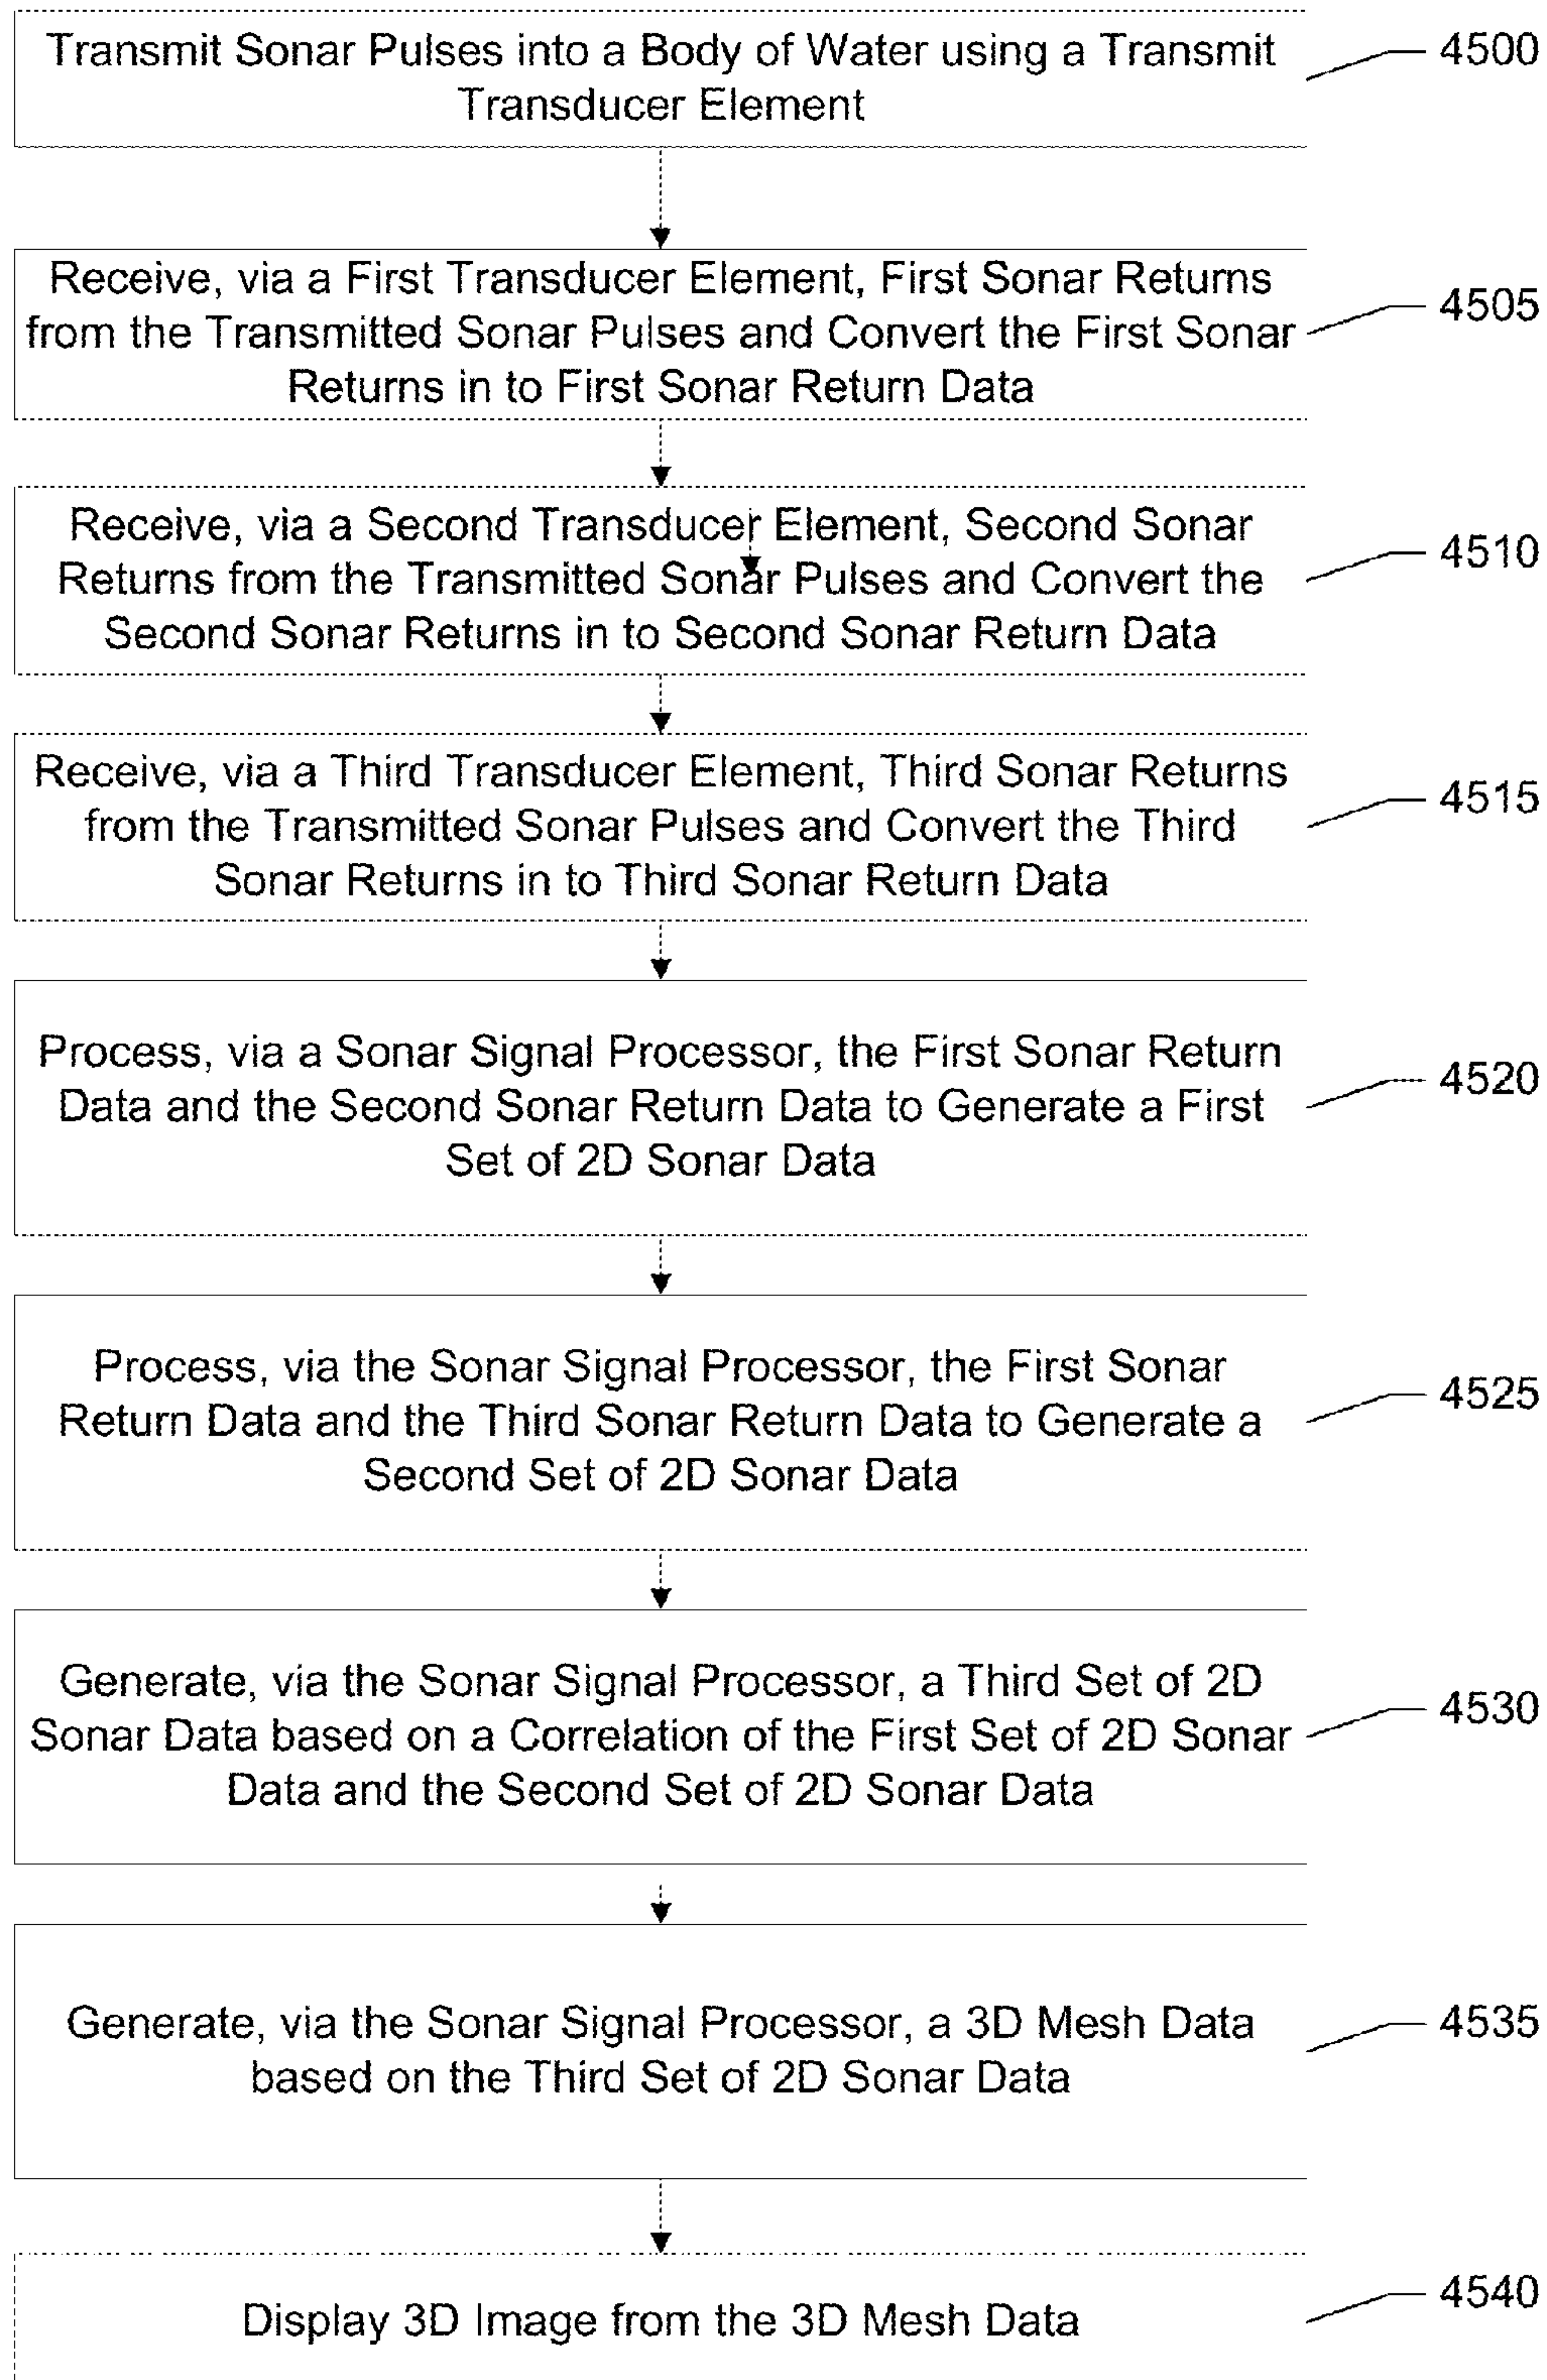 Transmit Sonar Pulses into a Body of Water using a Transmit
Transducer Element
4500
Receive, via a First Transducer Element, First Sonar Returns
from the Transmitted Sonar Pulses and Convert the First Sonar
Returns in to First Sonar Return Data
4505
Receive, via a Second Transducer Element, Second Sonar
Returns from the Transmitted Sonar Pulses and Convert the
Second Sonar Returns in to Second Sonar Return Data
4510
Receive, via a Third Transducer Element, Third Sonar Returns
from the Transmitted Sonar Pulses and Convert the Third
Sonar Returns in to Third Sonar Return Data
4515
Process, via a Sonar Signal Processor, the First Sonar Return
Data and the Second Sonar Return Data to Generate a First
Set of 2D Sonar Data
4520
Process, via the Sonar Signal Processor, the First Sonar
Return Data and the Third Sonar Return Data to Generate a
Second Set of 2D Sonar Data
4525
Generate, via the Sonar Signal Processor, a Third Set of 2D
Sonar Data based on a Correlation of the First Set of 2D Sonar
Data and the Second Set of 2D Sonar Data
4530
Generate, via the Sonar Signal Processor, a 3D Mesh Data
based on the Third Set of 2D Sonar Data
4535
Display 3D Image from the 3D Mesh Data
4540